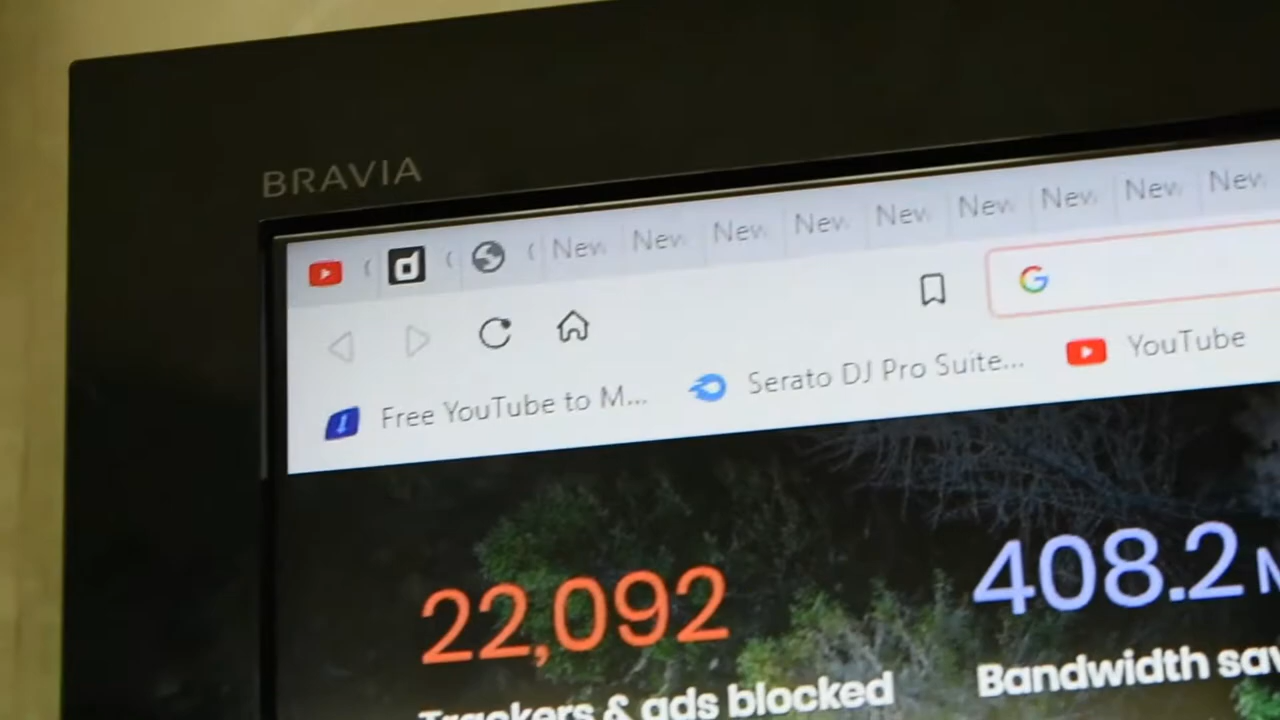 BRAVIA
New New New New New New New New New
Free YouTube to M... Serato DJ Pro Suite... YouTube
22,092 408.2
Trackers & ads blocked Bandwidth